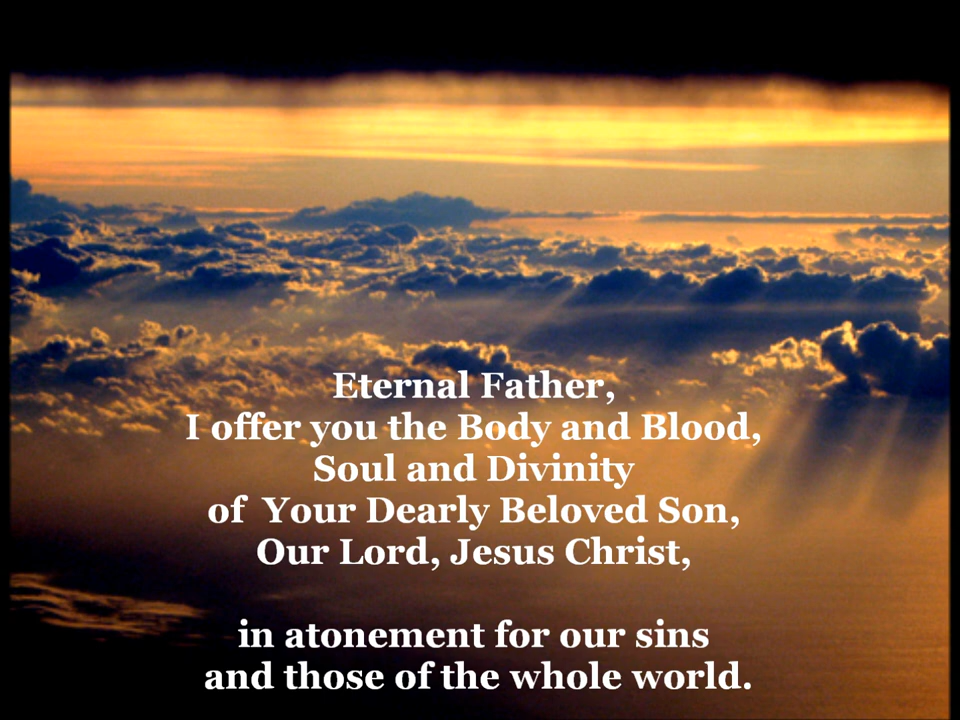 Eternal Father,
I offer you the Body and Blood,
Soul and Divinity
of  Your Dearly Beloved Son,
Our Lord, Jesus Christ,
in atonement for our sins
and those of the whole world.